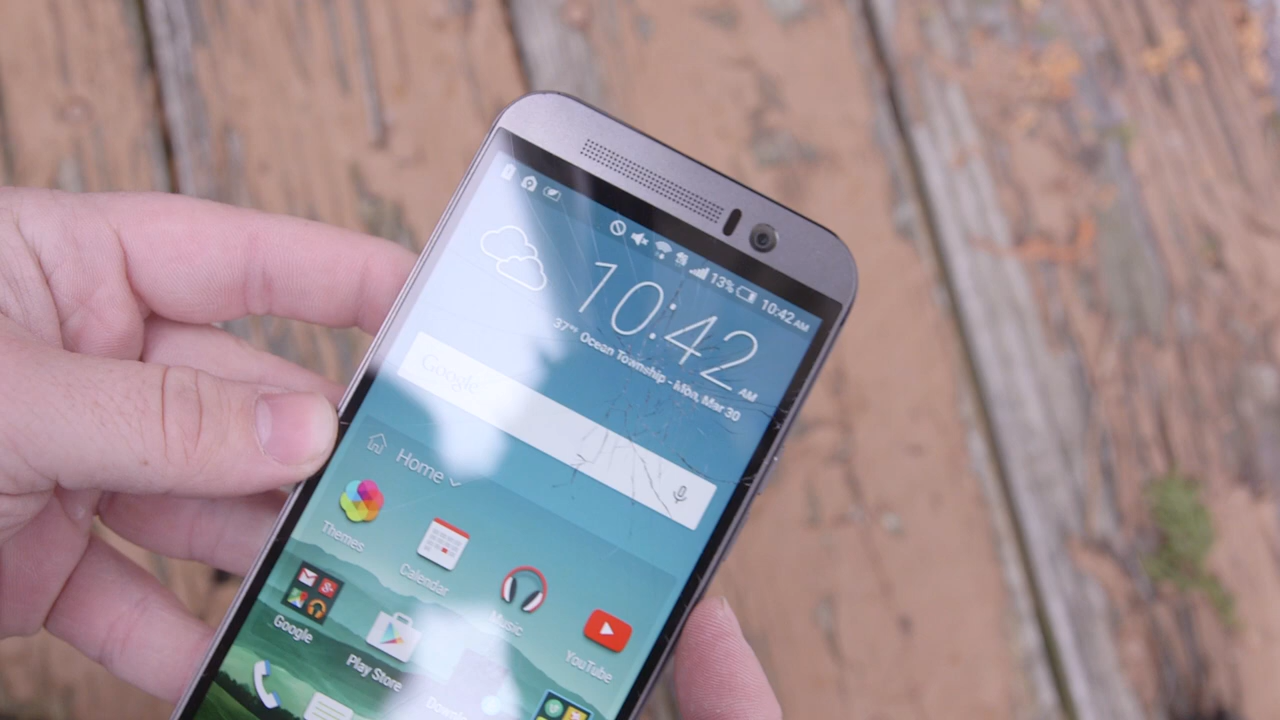 13% 10:42 AM
10:42 AM
37° Ocean Township - Mon, Mar 30
Google
Home
Themes
Calendar
Music
YouTube
Google
Play Store